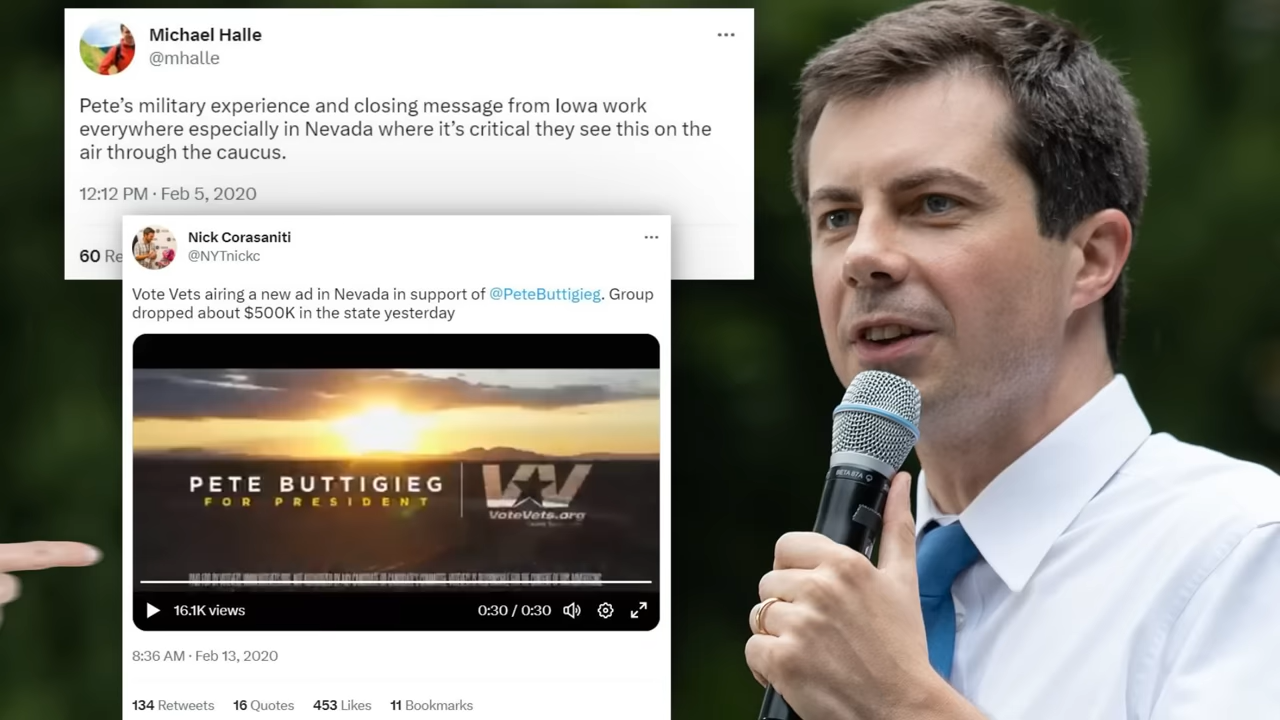 Michael Halle
@mhalle
Pete’s military experience and closing message from Iowa work
everywhere especially in Nevada where it’s critical they see this on the
air through the caucus.
12:12 PM · Feb 5, 2020
60 Re
Nick Corasaniti
@NYTnickc
Vote Vets airing a new ad in Nevada in support of @PeteButtigieg. Group
dropped about $500K in the state yesterday
PETE BUTTIGIEG
FOR PRESIDENT
VV
VoteVets.org
16.1K views
0:30 / 0:30
8:36 AM · Feb 13, 2020
134 Retweets 16 Quotes 453 Likes 11 Bookmarks
BETA 87A